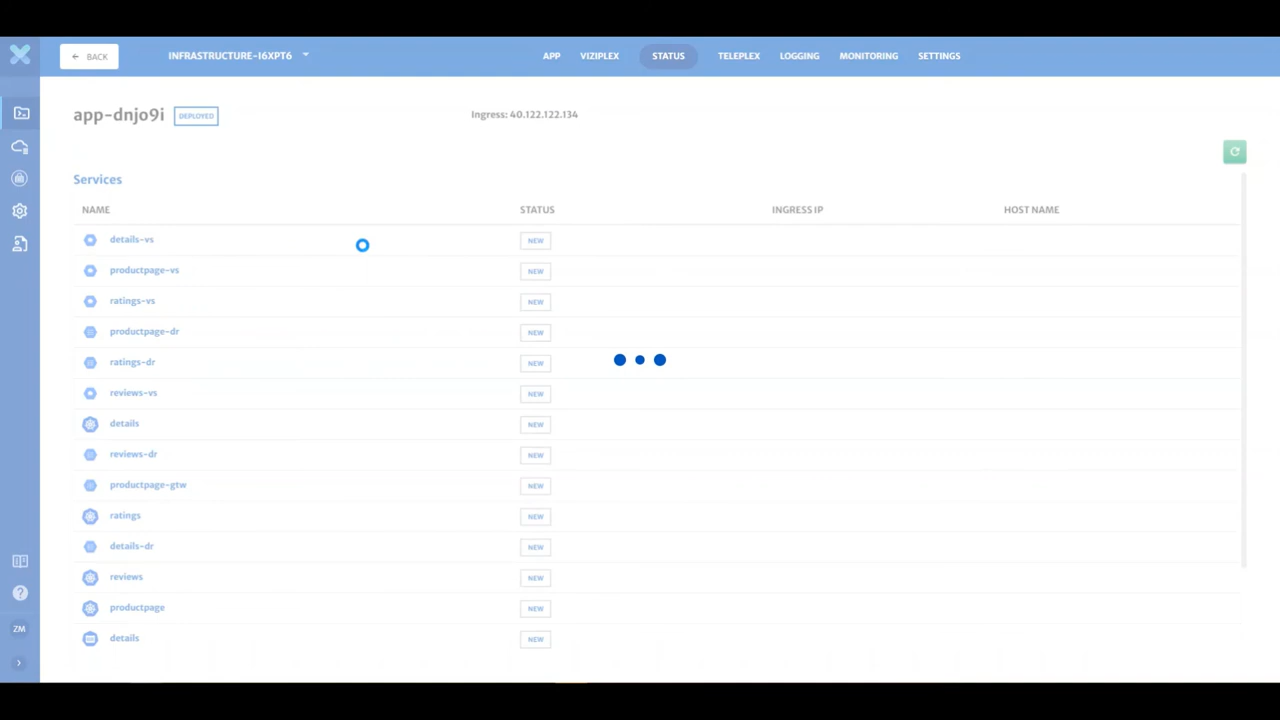 ← BACK
INFRASTRUCTURE-I6XPT6
APP
VIZIPLEX
STATUS
TELEPLEX
LOGGING
MONITORING
SETTINGS
app-dnjo9i
DEPLOYED
Ingress: 40.122.122.134
Services
NAME STATUS INGRESS IP HOST NAME
details-vs NEW
productpage-vs NEW
ratings-vs NEW
productpage-dr NEW
ratings-dr NEW
reviews-vs NEW
details NEW
reviews-dr NEW
productpage-gtw NEW
ratings NEW
details-dr NEW
reviews NEW
productpage NEW
details NEW
ZM